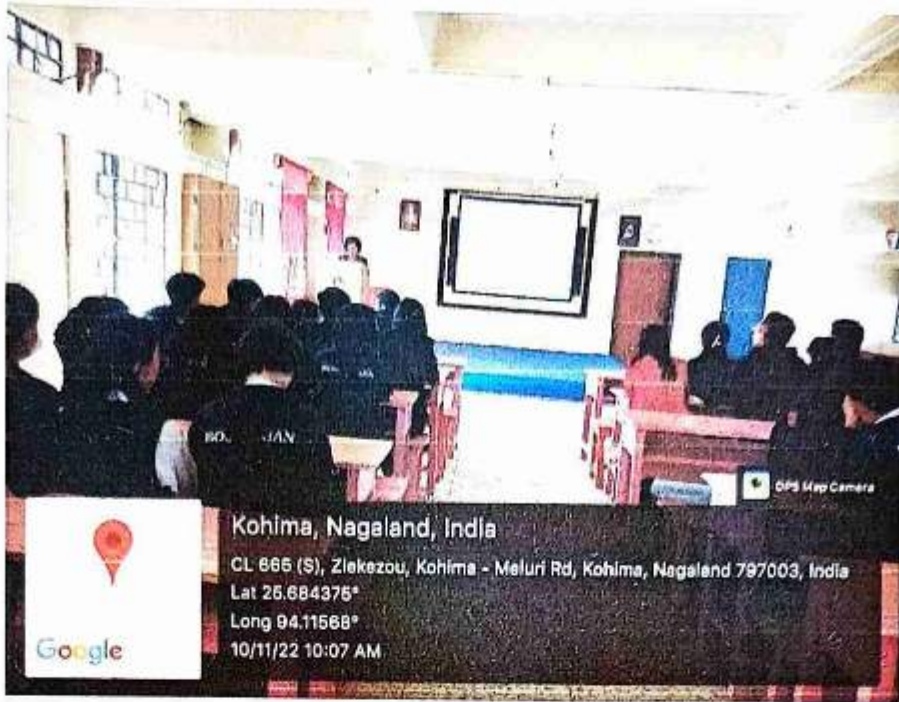 GPS Map Camera
Kohima, Nagaland, India
CL 665 (S), Ziekezou, Kohima - Meluri Rd, Kohima, Nagaland 797003, India
Lat 25.684375°
Long 94.11568°
10/11/22 10:07 AM
Google